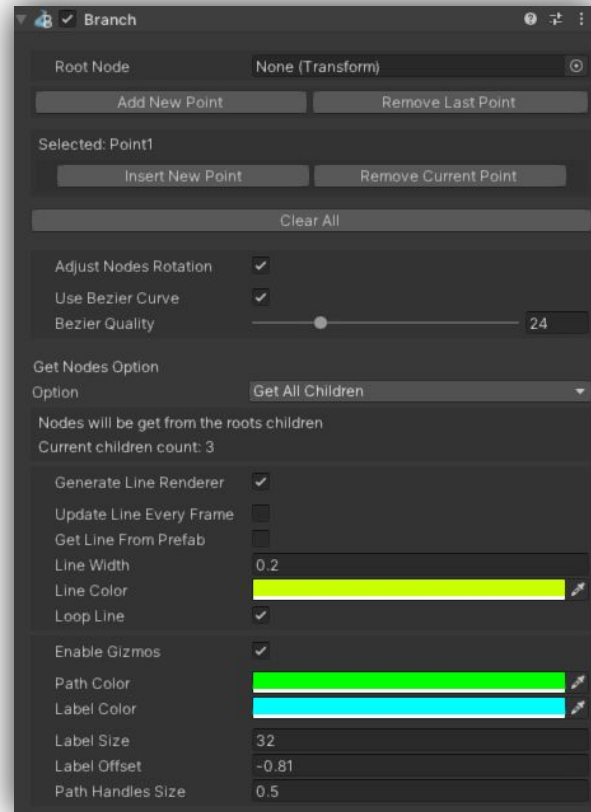 Branch
Root Node None (Transform)
Add New Point Remove Last Point
Selected: Point1
Insert New Point Remove Current Point
Clear All
Adjust Nodes Rotation
Use Bezier Curve
Bezier Quality 24
Get Nodes Option
Option Get All Children
Nodes will be get from the roots children
Current children count: 3
Generate Line Renderer
Update Line Every Frame
Get Line From Prefab
Line Width 0.2
Line Color
Loop Line
Enable Gizmos
Path Color
Label Color
Label Size 32
Label Offset -0.81
Path Handles Size 0.5